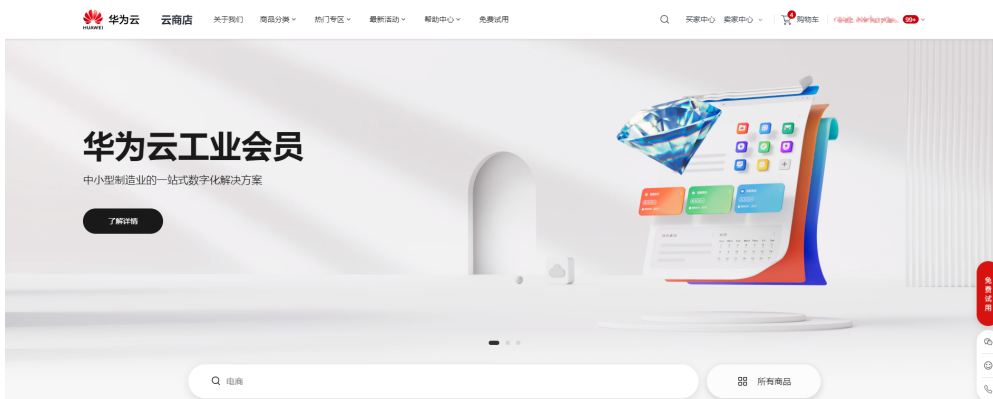 HUAWEI
华为云
云商店
关于我们
商品分类
热门专区
最新活动
帮助中心
免费试用
买家中心
卖家中心
4
购物车
99+
华为云工业会员
中小型制造业的一站式数字化解决方案
了解详情
免费试用
电商
所有商品